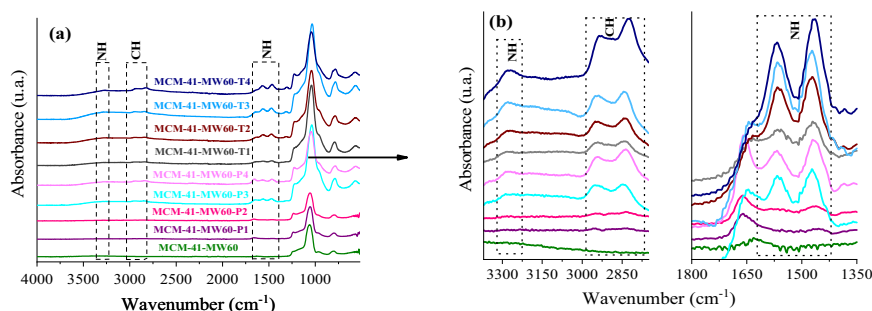 (a)
NH
CH
NH
MCM-41-MW60-T4
MCM-41-MW60-T3
MCM-41-MW60-T2
MCM-41-MW60-T1
MCM-41-MW60-P4
MCM-41-MW60-P3
MCM-41-MW60-P2
MCM-41-MW60-P1
MCM-41-MW60
Absorbance (u.a.)
4000 3500 3000 2500 2000 1500 1000
Wavenumber (cm⁻¹)
(b)
NH
CH
NH
Absorbance (u.a.)
3300 3150 3000 2850
1800 1650 1500 1350
Wavenumber (cm⁻¹)